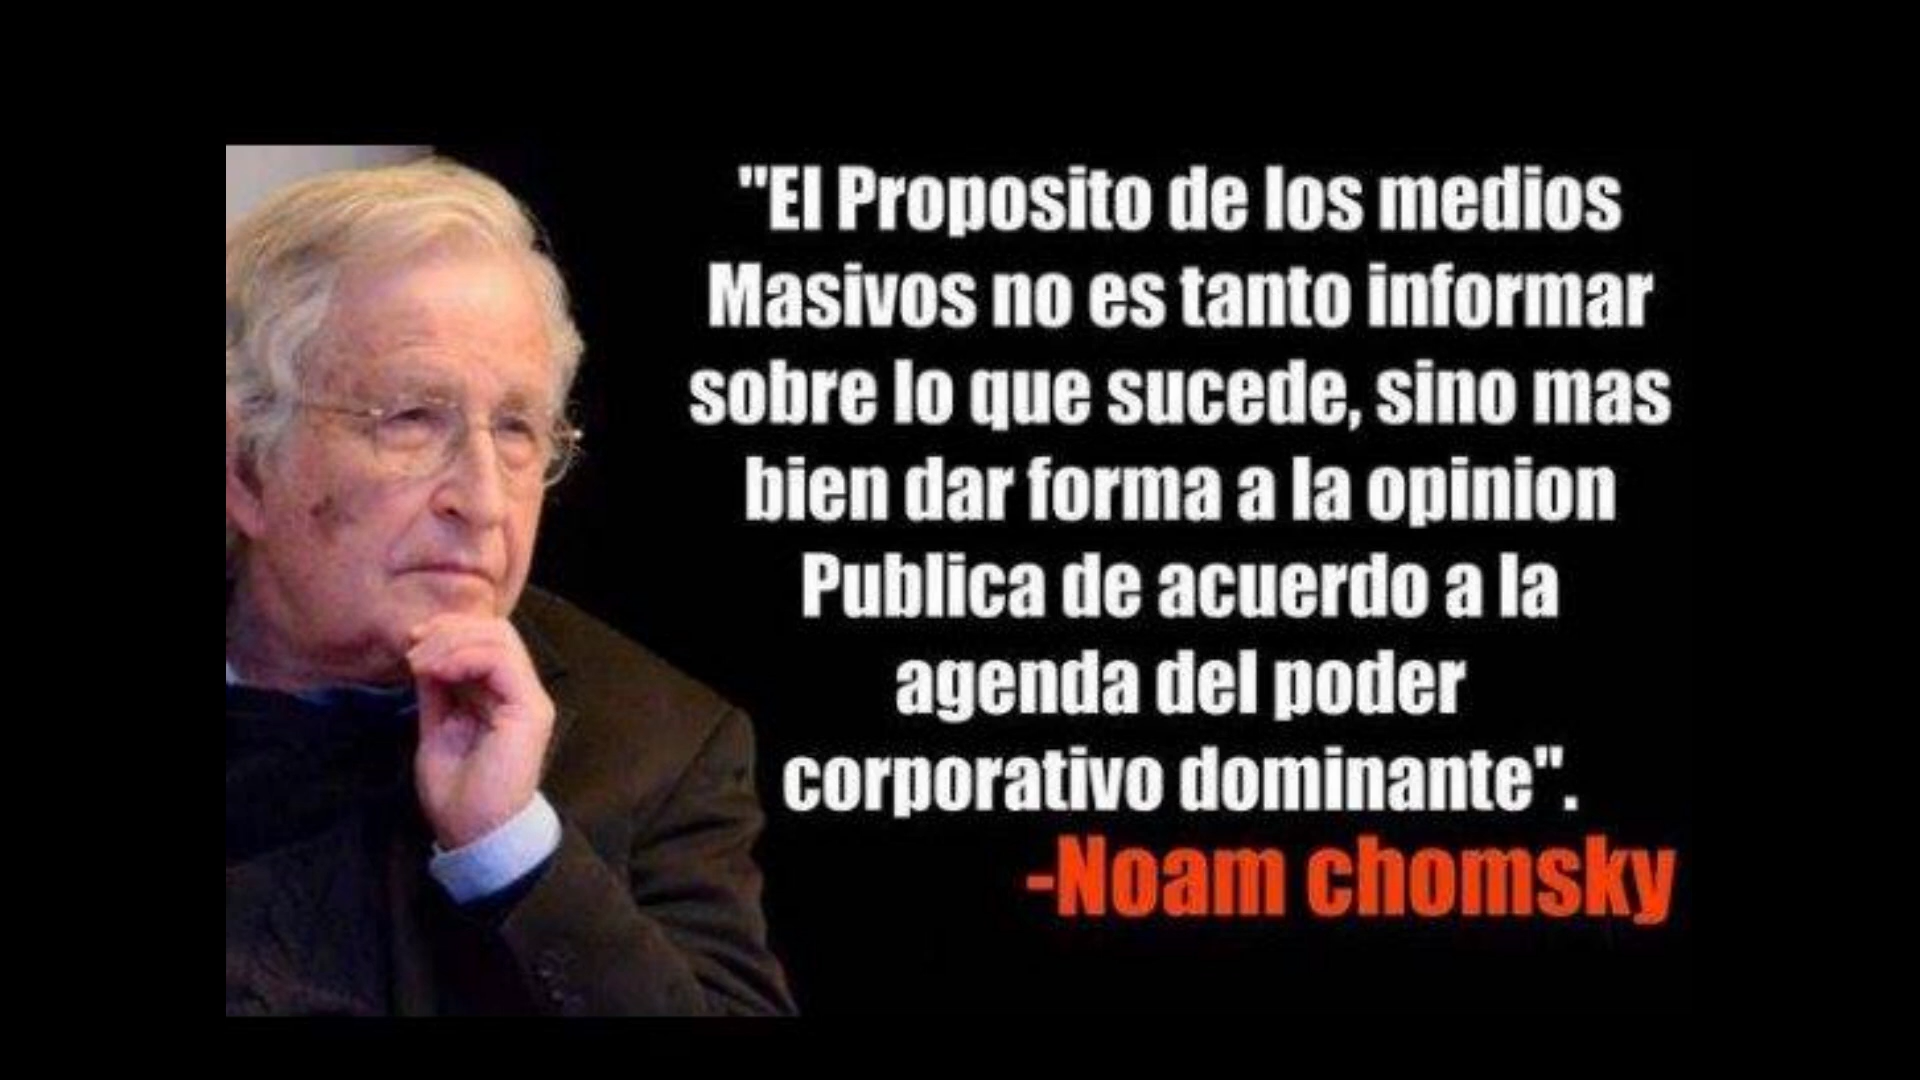 "El Proposito de los medios
Masivos no es tanto informar
sobre lo que sucede, sino mas
bien dar forma a la opinion
Publica de acuerdo a la
agenda del poder
corporativo dominante".
-Noam chomsky